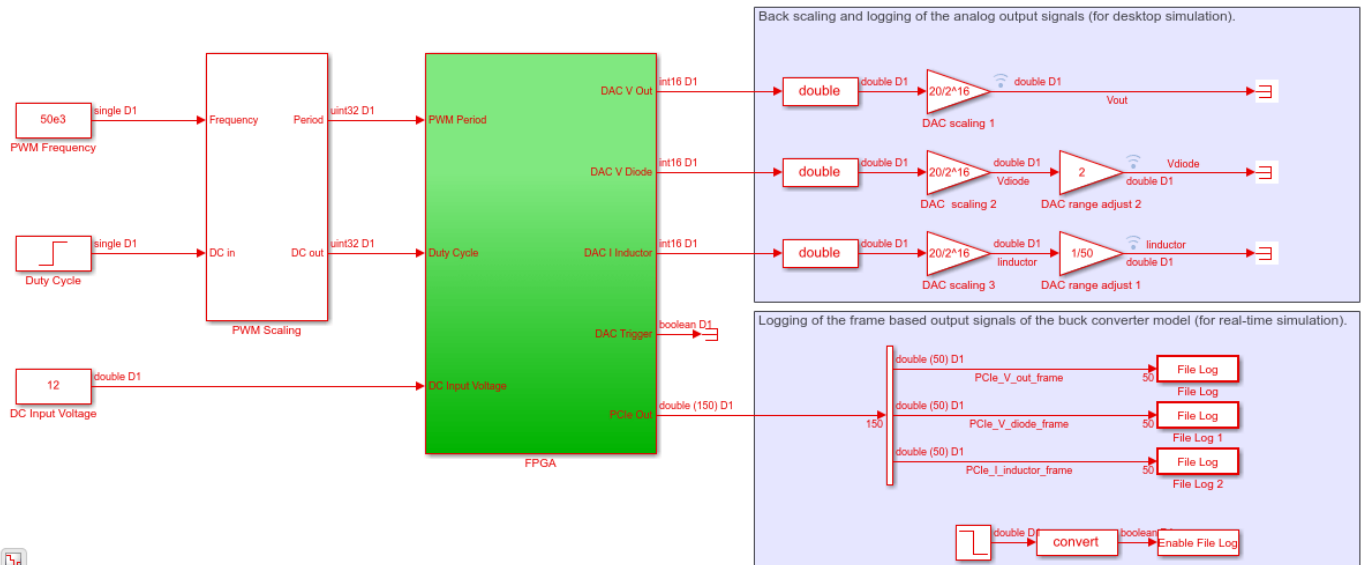 Back scaling and logging of the analog output signals (for desktop simulation).
50e3
PWM Frequency
single D1
Frequency
Period
uint32 D1
PWM Period
Duty Cycle
single D1
DC in
DC out
uint32 D1
Duty Cycle
PWM Scaling
12
DC Input Voltage
double D1
DC Input Voltage
DAC V Out
int16 D1
DAC V Diode
int16 D1
DAC I Inductor
int16 D1
DAC Trigger
boolean D1
PCIe Out
double (150) D1
FPGA
double
double D1
20/2^16
DAC scaling 1
double D1
Vout
double
double D1
20/2^16
DAC scaling 2
double D1
Vdiode
2
DAC range adjust 2
Vdiode
double D1
double
double D1
20/2^16
DAC scaling 3
double D1
Iinductor
1/50
DAC range adjust 1
Iinductor
double D1
Logging of the frame based output signals of the buck converter model (for real-time simulation).
150
double (50) D1
PCIe_V_out_frame
50
File Log
File Log
double (50) D1
PCIe_V_diode_frame
50
File Log
File Log 1
double (50) D1
PCIe_I_inductor_frame
50
File Log
File Log 2
double D1
convert
boolean
Enable File Log